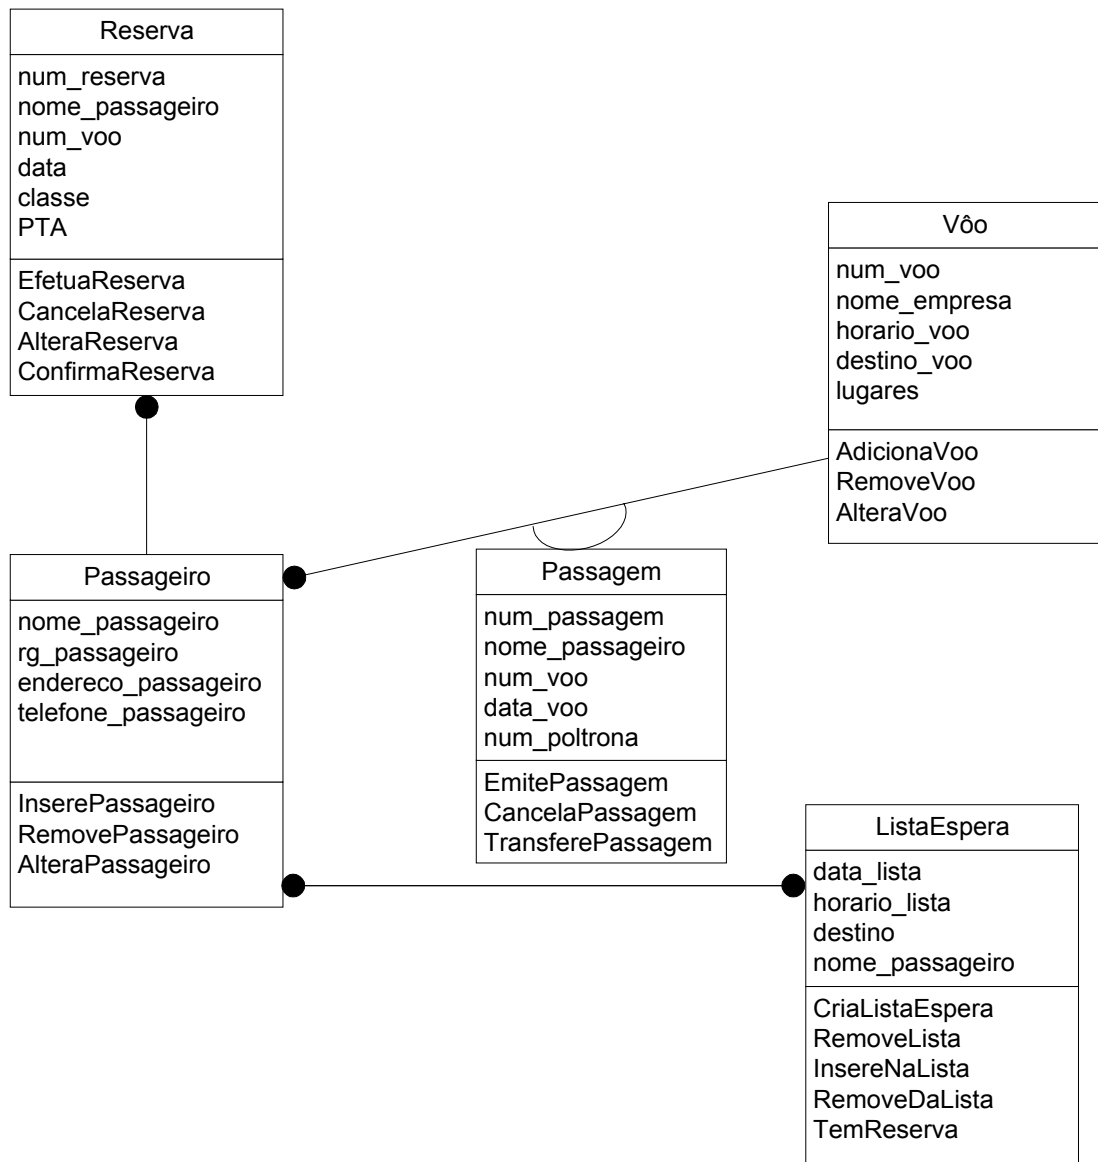 Reserva
num_reserva
nome_passageiro
num_voo
data
classe
PTA
EfetuaReserva
CancelaReserva
AlteraReserva
ConfirmaReserva
Vôo
num_voo
nome_empresa
horario_voo
destino_voo
lugares
AdicionaVoo
RemoveVoo
AlteraVoo
Passageiro
nome_passageiro
rg_passageiro
endereco_passageiro
telefone_passageiro
InserePassageiro
RemovePassageiro
AlteraPassageiro
Passagem
num_passagem
nome_passageiro
num_voo
data_voo
num_poltrona
EmitePassagem
CancelaPassagem
TransferePassagem
ListaEspera
data_lista
horario_lista
destino
nome_passageiro
CriaListaEspera
RemoveLista
InsereNaLista
RemoveDaLista
TemReserva